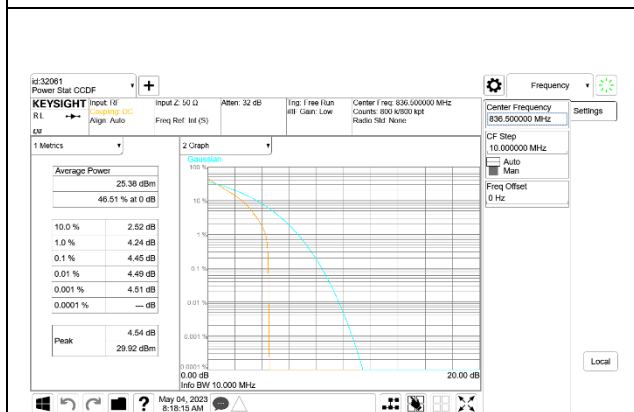 id:32061
Power Stat CCDF
Frequency
KEYSIGHT
Input: RF
Input Z: 50 Ω
Atten: 32 dB
Trig: Free Run
Center Freq: 836.500000 MHz
Coupling: DC
#IF Gain: Low
Counts: 800 k/800 kpt
R L
Align: Auto
Freq Ref: Int (S)
Radio Std: None
Center Frequency
836.500000 MHz
Settings
CF Step
10.000000 MHz
Auto
Man
Freq Offset
0 Hz
1 Metrics
2 Graph
Gaussian
Average Power
25.38 dBm
46.51 % at 0 dB
10.0 % 2.52 dB
1.0 % 4.24 dB
0.1 % 4.45 dB
0.01 % 4.49 dB
0.001 % 4.51 dB
0.0001 % --- dB
Peak
4.54 dB
29.92 dBm
100 %
10 %
1 %
0.1 %
0.01 %
0.001 %
0.0001 %
0.00 dB
20.00 dB
Info BW 10.000 MHz
Local
?
May 04, 2023
8:18:15 AM